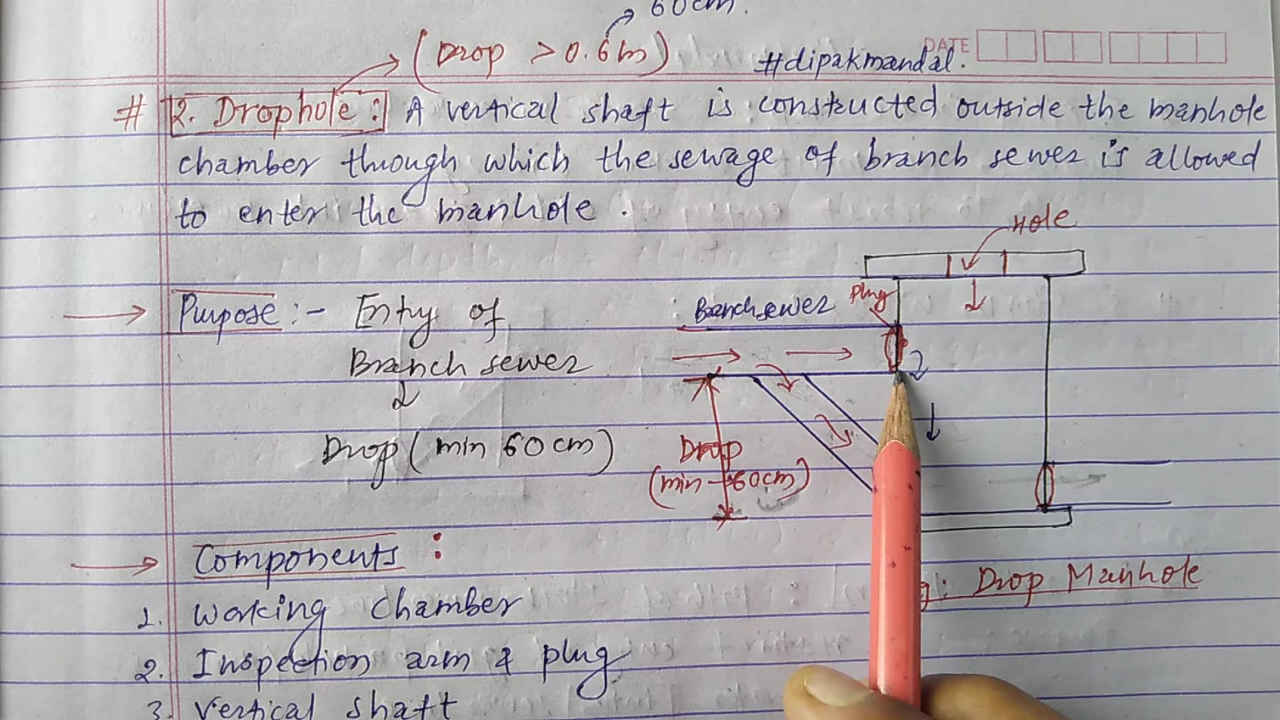 60cm.
(Drop > 0.6m)
#dipakmandal.
DATE
# 2. Drophole : A vertical shaft is constructed outside the manhole
chamber through which the sewage of branch sewer is allowed
to enter the manhole .
Hole
Purpose :- Entry of
Branch sewer
Plug
Branch sewer
Drop (min 60 cm)
Drop
(min - 60cm)
Components :
: Drop Manhole
1. Working Chamber
2. Inspection arm & plug
3. Vertical shaft